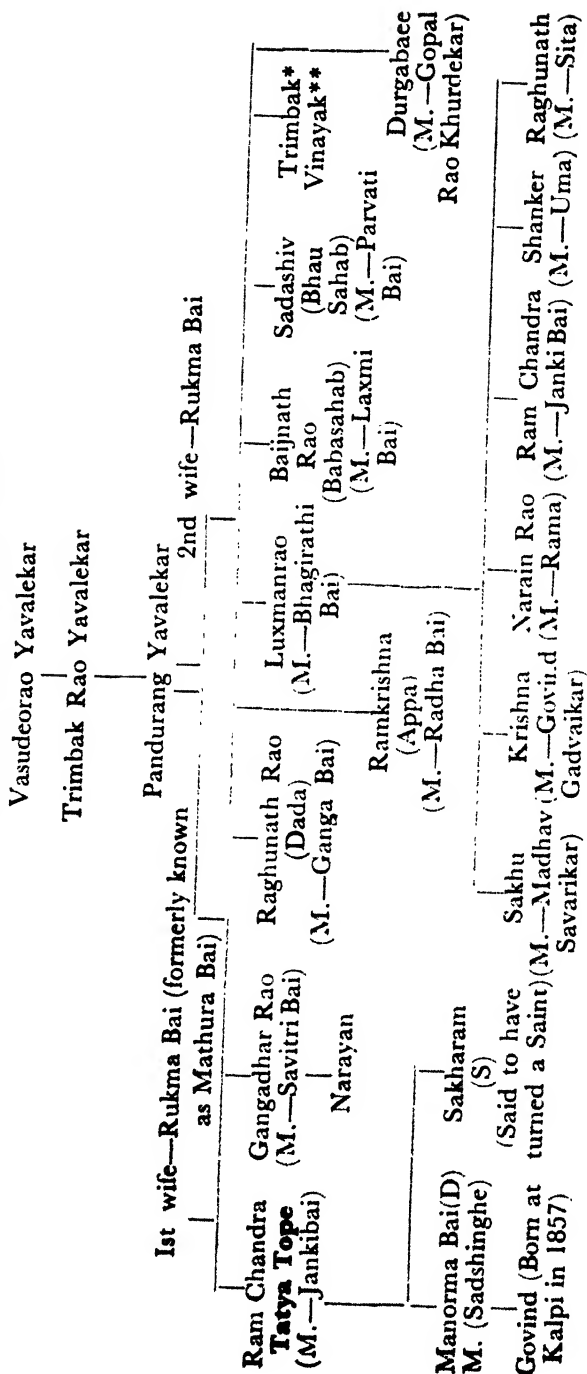 Vasudeorao Yavalekar
Trimbak Rao Yavalekar
Pandurang Yavalekar
Ist wife—Rukma Bai (formerly known
as Mathura Bai)
2nd wife—Rukma Bai
Ram Chandra
Tatya Tope
(M.—Jankibai)
Gangadhar Rao
(M.—Savitri Bai)
Narayan
Raghunath Rao
(Dada)
(M.—Ganga Bai)
Luxmanrao
(M.—Bhagirathi
Bai)
Baijnath
Rao
(Babasahab)
(M.—Laxmi
Bai)
Sadashiv
(Bhau
Sahab)
(M.—Parvati
Bai)
Trimbak*
Vinayak**
Ramkrishna
(Appa)
(M.—Radha Bai)
Durgabaee
(M.—Gopal
Rao Khurdekar)
Manorma Bai(D)
M. (Sadshinghe)
Govind (Born at
Kalpi in 1857)
Sakharam
(S)
(Said to have
turned a Saint)
Sakhu
(M.—Madhav
Savarikar)
Krishna
(M.—Govind
Gadvaikar)
Narain Rao
(M.—Rama)
Ram Chandra
(M.—Janki Bai)
Shanker
(M.—Uma)
Raghunath
(M.—Sita)